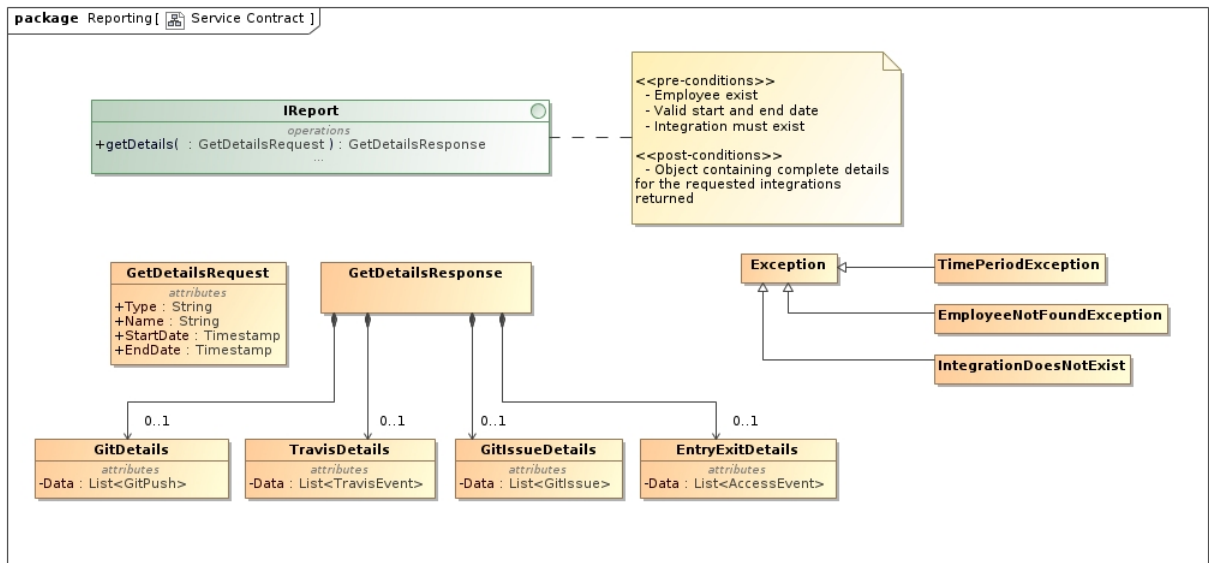 package Reporting[ Service Contract ]
<<pre-conditions>>
- Employee exist
- Valid start and end date
- Integration must exist
<<post-conditions>>
- Object containing complete details
for the requested integrations
returned
IReport
operations
+getDetails( : GetDetailsRequest ) : GetDetailsResponse
...
GetDetailsRequest
attributes
+Type : String
+Name : String
+StartDate : Timestamp
+EndDate : Timestamp
GetDetailsResponse
Exception
TimePeriodException
EmployeeNotFoundException
IntegrationDoesNotExist
0..1
0..1
0..1
0..1
GitDetails
attributes
-Data : List<GitPush>
TravisDetails
attributes
-Data : List<TravisEvent>
GitIssueDetails
attributes
-Data : List<GitIssue>
EntryExitDetails
attributes
-Data : List<AccessEvent>